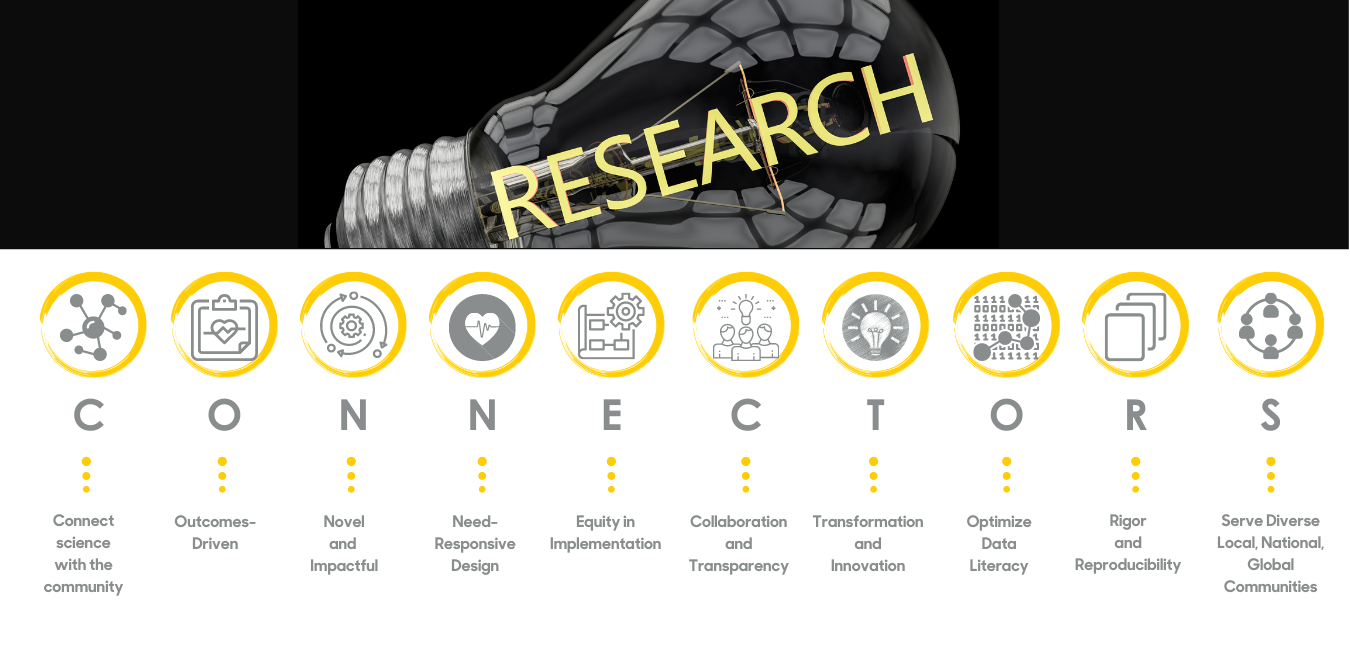 RESEARCH
C O N N E C T O R S
Connect
science
with the
community
Outcomes-
Driven
Novel
and
Impactful
Need-
Responsive
Design
Equity in
Implementation
Collaboration
and
Transparency
Transformation
and
Innovation
Optimize
Data
Literacy
Rigor
and
Reproducibility
Serve Diverse
Local, National,
Global
Communities